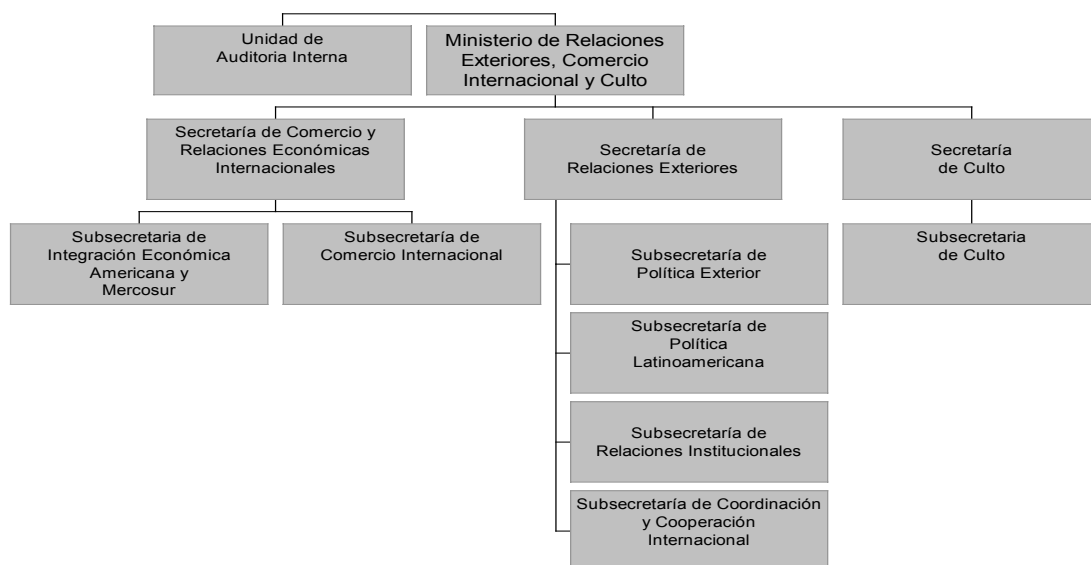 Unidad de
Auditoria Interna
Ministerio de Relaciones
Exteriores, Comercio
Internacional y Culto
Secretaría de Comercio y
Relaciones Económicas
Internacionales
Secretaría de
Relaciones Exteriores
Secretaría
de Culto
Subsecretaria de
Integración Económica
Americana y
Mercosur
Subsecretaría de
Comercio Internacional
Subsecretaría de
Política Exterior
Subsecretaria
de Culto
Subsecretaría de
Política
Latinoamericana
Subsecretaría de
Relaciones Institucionales
Subsecretaría de Coordinación
y Cooperación
Internacional